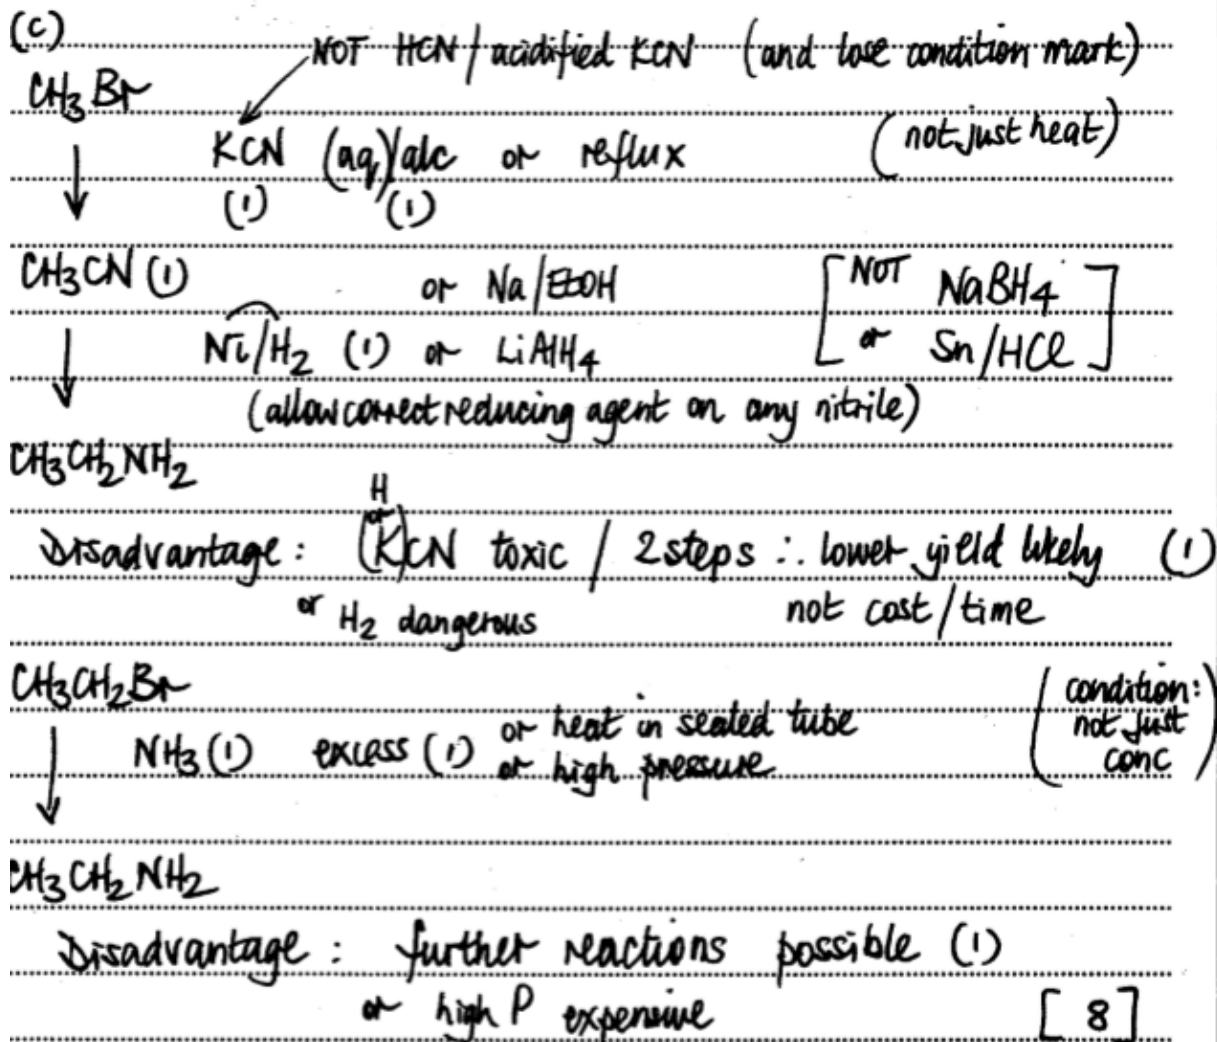 (c)
NOT HCN / acidified KCN (and lose condition mark)
CH3Br
KCN (aq)/alc or reflux (not just heat)
(1) (1)
↓
CH3CN (1) or Na/EtOH [NOT NaBH4
Ni/H2 (1) or LiAlH4 or Sn/HCl]
↓
(allow correct reducing agent on any nitrile)
CH3CH2NH2
H
or
Disadvantage: (K)CN toxic / 2 steps ∴ lower yield likely (1)
or H2 dangerous not cost/time
CH3CH2Br (condition:
or heat in sealed tube not just
NH3 (1) excess (1) or high pressure conc)
↓
CH3CH2NH2
Disadvantage: further reactions possible (1)
or high P expensive [8]